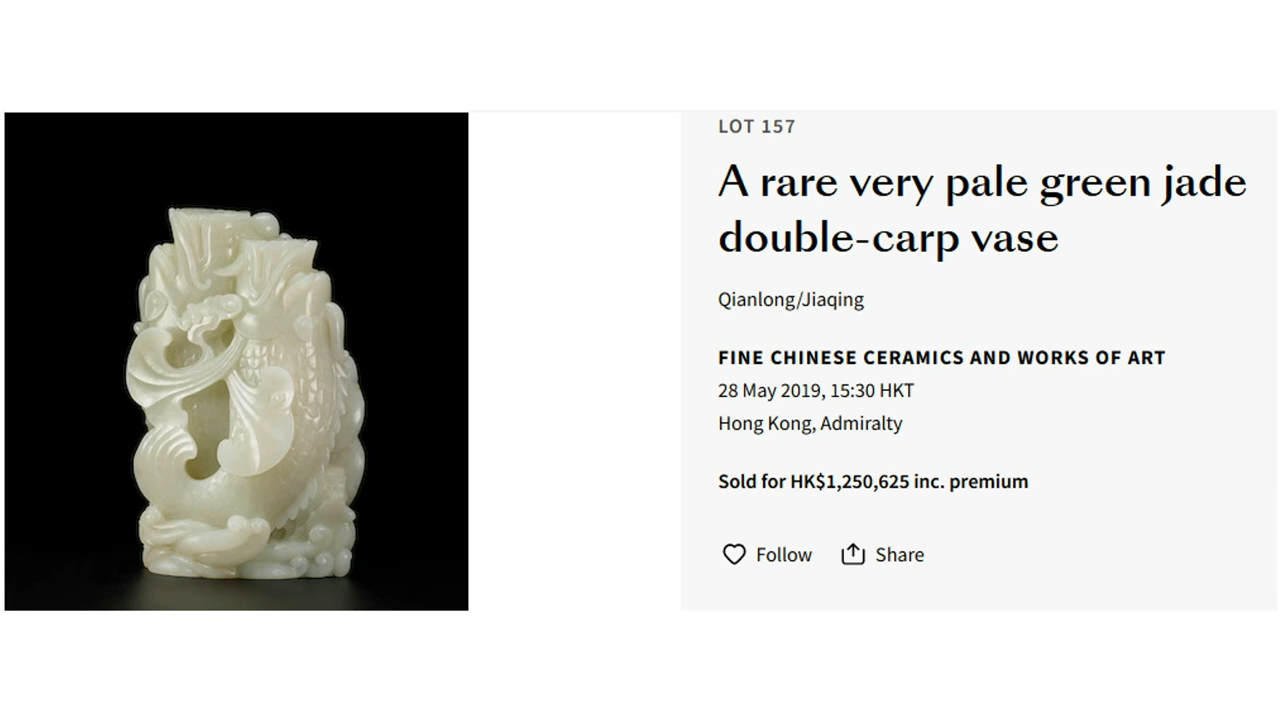 LOT 157
A rare very pale green jade
double-carp vase
Qianlong/Jiaqing
FINE CHINESE CERAMICS AND WORKS OF ART
28 May 2019, 15:30 HKT
Hong Kong, Admiralty
Sold for HK$1,250,625 inc. premium
Follow Share